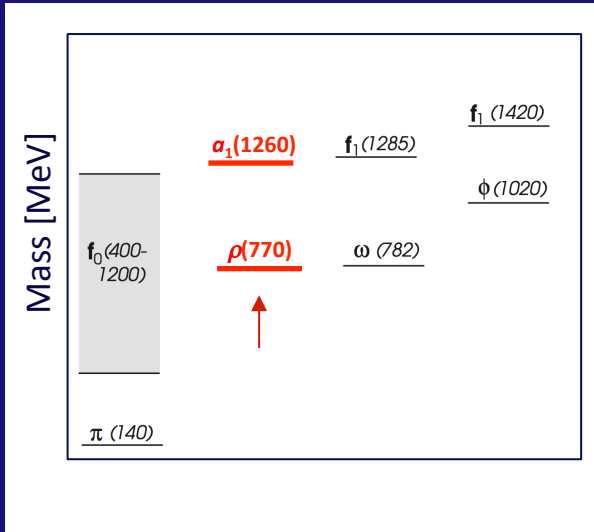 Mass [MeV]
f₁ (1420)
a₁(1260)
f₁ (1285)
ϕ (1020)
f₀ (400-
1200)
ρ(770)
ω (782)
π (140)